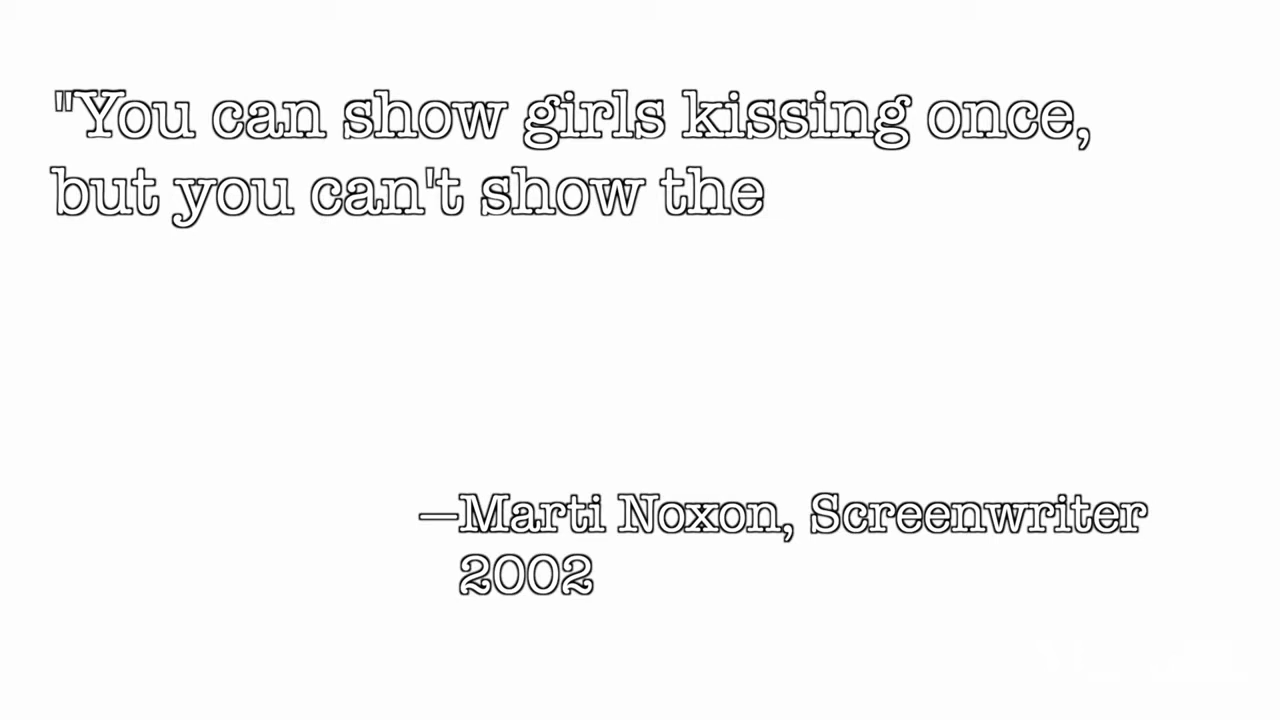 "You can show girls kissing once,
but you can't show the
—Marti Noxon, Screenwriter
2002